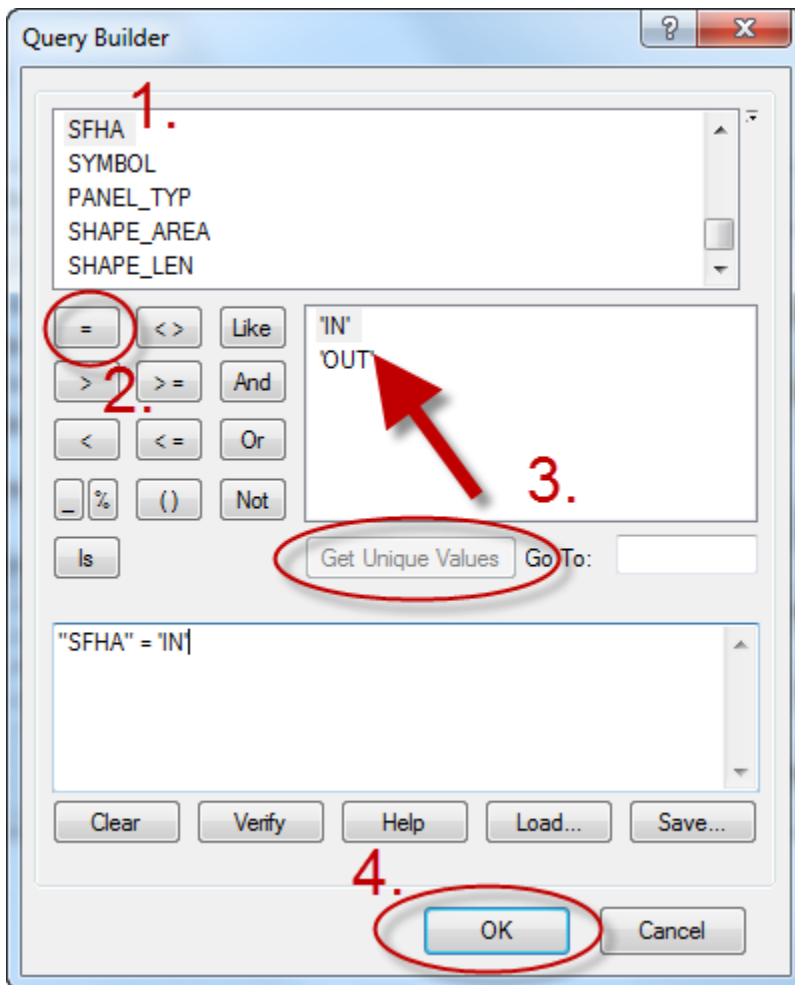 Query Builder
1.
SFHA
SYMBOL
PANEL_TYP
SHAPE_AREA
SHAPE_LEN
= < > Like
'IN'
'OUT'
> > = And
2.
< < = Or
3.
_ % ( ) Not
Is Get Unique Values Go To:
"SFHA" = 'IN'
Clear Verify Help Load... Save...
4.
OK Cancel